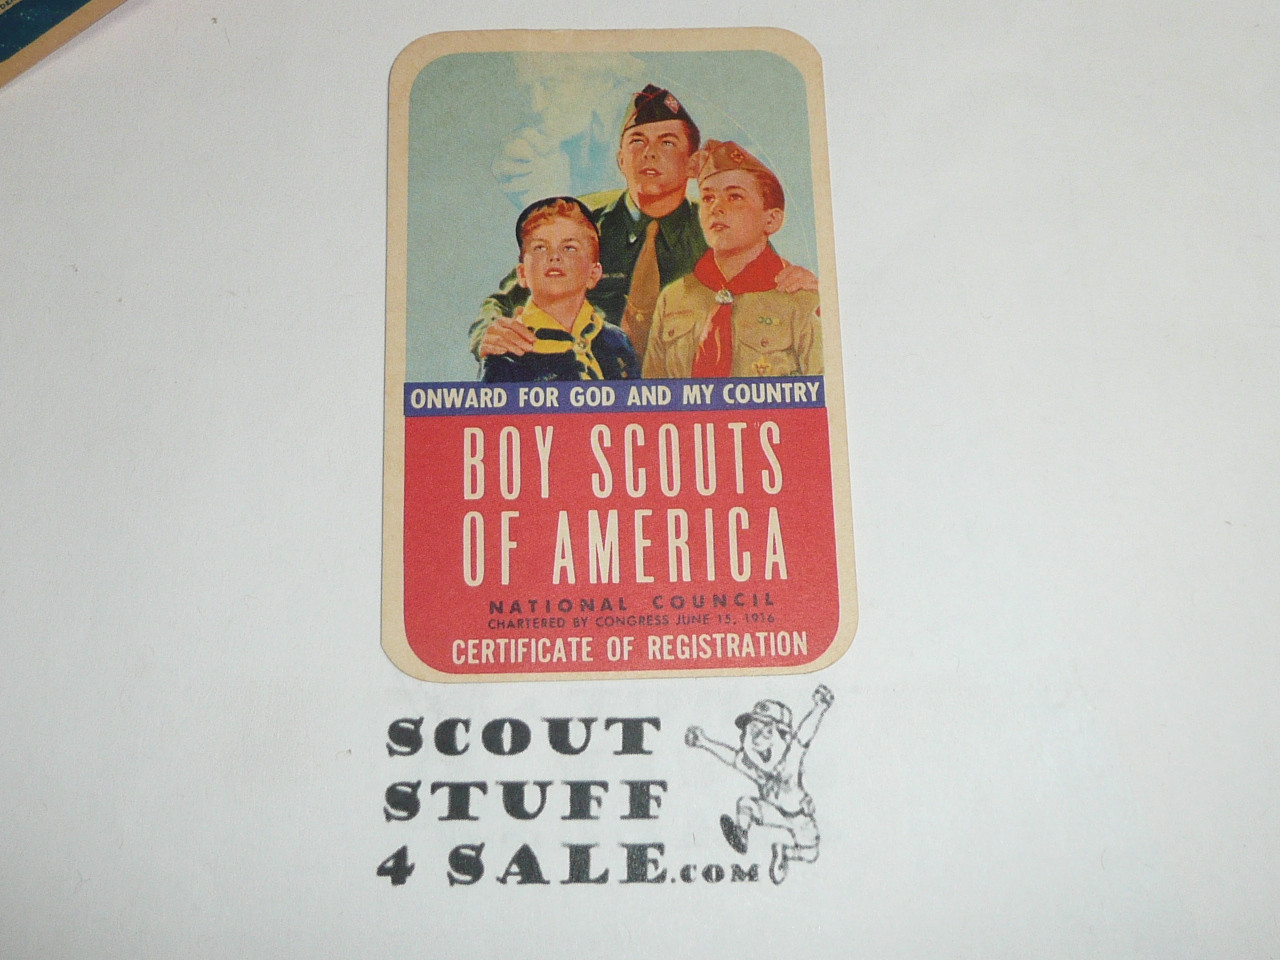 ONWARD FOR GOD AND MY COUNTRY
BOY SCOUTS
OF AMERICA
NATIONAL COUNCIL
CHARTERED BY CONGRESS JUNE 15, 1916
CERTIFICATE OF REGISTRATION
SCOUT
STUFF
4 SALE.COM